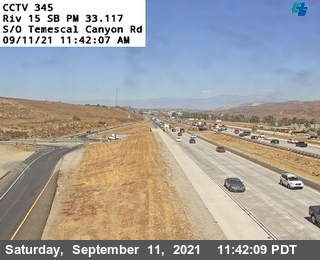 CCTV 345
Riv 15 SB PM 33.117
S/O Temescal Canyon Rd
09/11/21 11:42:07 AM
Saturday, September 11, 2021 11:42:09 PDT